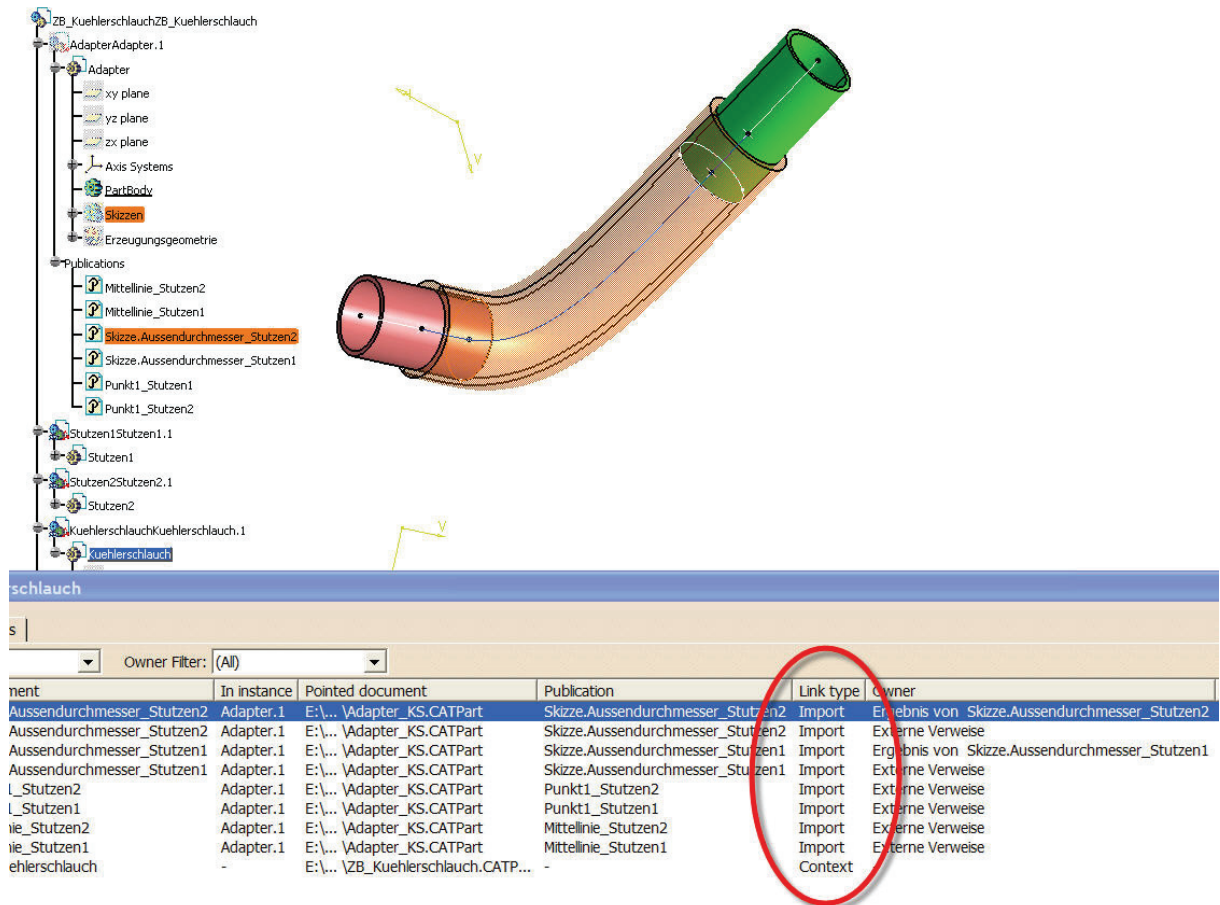 ZB_KuehlerschlauchZB_Kuehlerschlauch
AdapterAdapter.1
Adapter
xy plane
yz plane
zx plane
Axis Systems
PartBody
Skizzen
Erzeugungsgeometrie
Publications
Mittellinie_Stutzen2
Mittellinie_Stutzen1
Skizze.Aussendurchmesser_Stutzen2
Skizze.Aussendurchmesser_Stutzen1
Punkt1_Stutzen1
Punkt1_Stutzen2
Stutzen1Stutzen1.1
Stutzen1
Stutzen2Stutzen2.1
Stutzen2
KuehlerschlauchKuehlerschlauch.1
Kuehlerschlauch
V
V
rschlauch
s
Owner Filter: (All)
ment In instance Pointed document Publication Link type Owner
Aussendurchmesser_Stutzen2 Adapter.1 E:\... \Adapter_KS.CATPart Skizze.Aussendurchmesser_Stutzen2 Import Ergebnis von Skizze.Aussendurchmesser_Stutzen2
Aussendurchmesser_Stutzen2 Adapter.1 E:\... \Adapter_KS.CATPart Skizze.Aussendurchmesser_Stutzen2 Import Externe Verweise
Aussendurchmesser_Stutzen1 Adapter.1 E:\... \Adapter_KS.CATPart Skizze.Aussendurchmesser_Stutzen1 Import Ergebnis von Skizze.Aussendurchmesser_Stutzen1
Aussendurchmesser_Stutzen1 Adapter.1 E:\... \Adapter_KS.CATPart Skizze.Aussendurchmesser_Stutzen1 Import Externe Verweise
1_Stutzen2 Adapter.1 E:\... \Adapter_KS.CATPart Punkt1_Stutzen2 Import Externe Verweise
1_Stutzen1 Adapter.1 E:\... \Adapter_KS.CATPart Punkt1_Stutzen1 Import Externe Verweise
nie_Stutzen2 Adapter.1 E:\... \Adapter_KS.CATPart Mittellinie_Stutzen2 Import Externe Verweise
nie_Stutzen1 Adapter.1 E:\... \Adapter_KS.CATPart Mittellinie_Stutzen1 Import Externe Verweise
ehlerschlauch - E:\... \ZB_Kuehlerschlauch.CATP... - Context